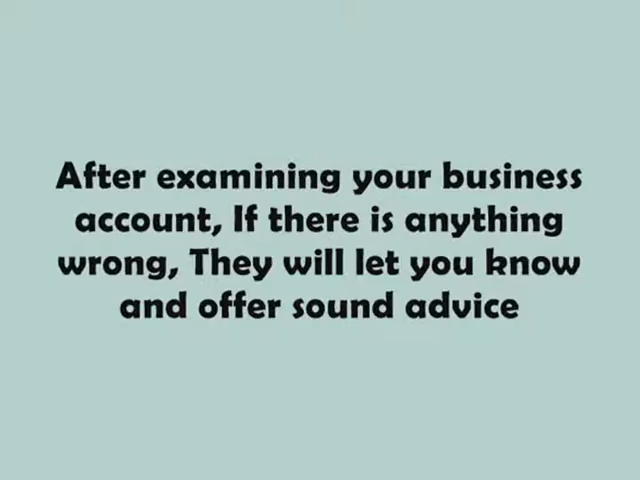 After examining your business
account, If there is anything
wrong, They will let you know
and offer sound advice